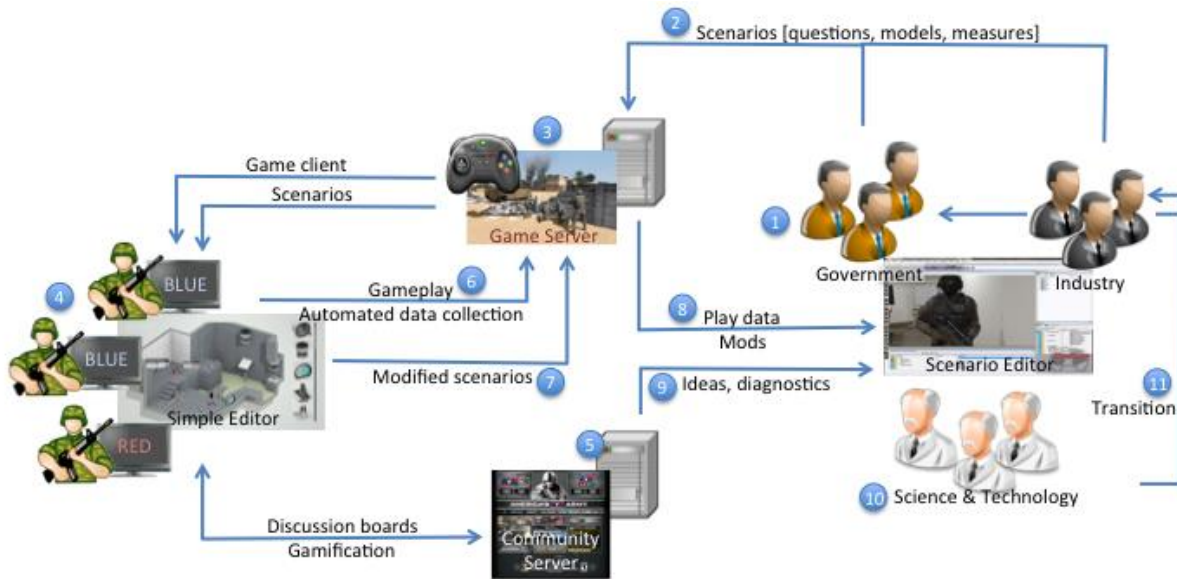 2
Scenarios [questions, models, measures]
3
Game client
Scenarios
Game Server
1
Government
Industry
4
BLUE
BLUE
RED
Simple Editor
Gameplay
6
Automated data collection
Modified scenarios
7
8
Play data
Mods
Scenario Editor
9
Ideas, diagnostics
11
Transition
5
AMERICA'S ARMY
Community
Server
10
Science & Technology
Discussion boards
Gamification